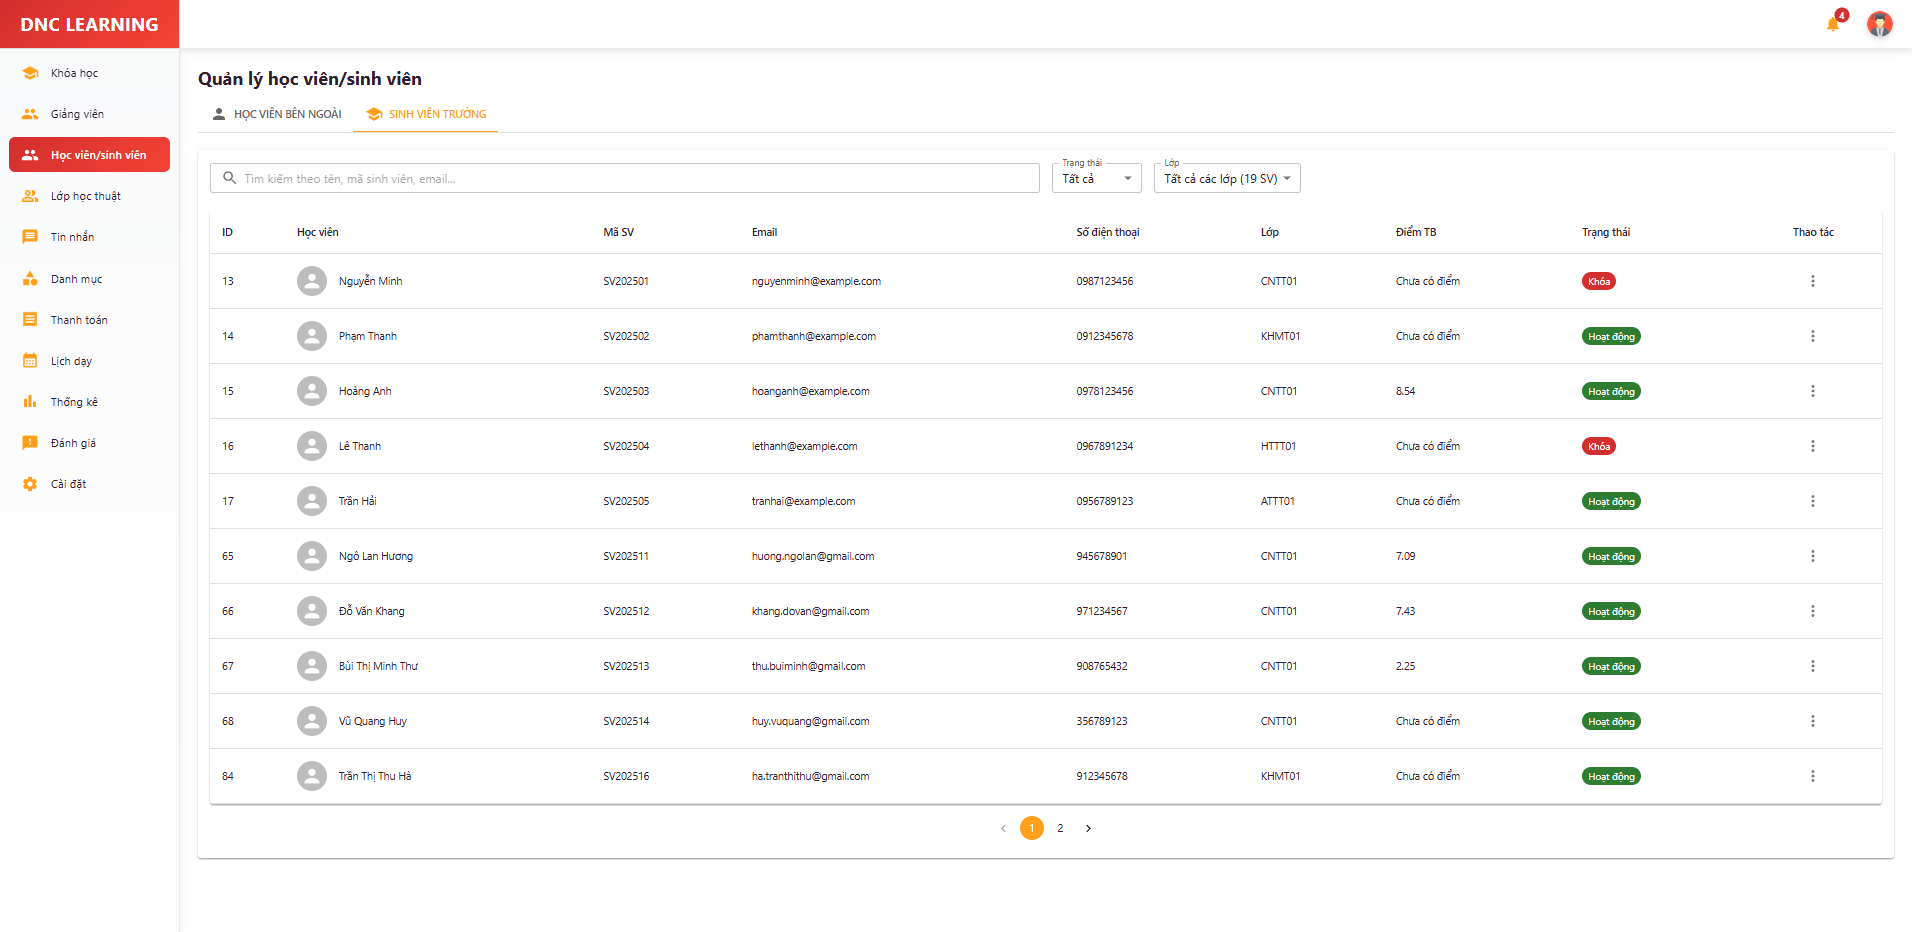 DNC LEARNING
4
Khóa học
Giảng viên
Học viên/sinh viên
Lớp học thuật
Tin nhắn
Danh mục
Thanh toán
Lịch dạy
Thống kê
Đánh giá
Cài đặt
Quản lý học viên/sinh viên
HỌC VIÊN BÊN NGOÀI SINH VIÊN TRƯỜNG
Trạng thái Lớp
Tìm kiếm theo tên, mã sinh viên, email... Tất cả Tất cả các lớp (19 SV)
ID Học viên Mã SV Email Số điện thoại Lớp Điểm TB Trạng thái Thao tác
13 Nguyễn Minh SV202501 nguyenminh@example.com 0987123456 CNTT01 Chưa có điểm Khóa
14 Phạm Thanh SV202502 phamthanh@example.com 0912345678 KHMT01 Chưa có điểm Hoạt động
15 Hoàng Anh SV202503 hoanganh@example.com 0978123456 CNTT01 8.54 Hoạt động
16 Lê Thanh SV202504 lethanh@example.com 0967891234 HTTT01 Chưa có điểm Khóa
17 Trần Hải SV202505 tranhai@example.com 0956789123 ATTT01 Chưa có điểm Hoạt động
65 Ngô Lan Hương SV202511 huong.ngolan@gmail.com 945678901 CNTT01 7.09 Hoạt động
66 Đỗ Văn Khang SV202512 khang.dovan@gmail.com 971234567 CNTT01 7.43 Hoạt động
67 Bùi Thị Minh Thư SV202513 thu.buiminh@gmail.com 908765432 CNTT01 2.25 Hoạt động
68 Vũ Quang Huy SV202514 huy.vuquang@gmail.com 356789123 CNTT01 Chưa có điểm Hoạt động
84 Trần Thị Thu Hà SV202516 ha.tranthithu@gmail.com 912345678 KHMT01 Chưa có điểm Hoạt động
1 2